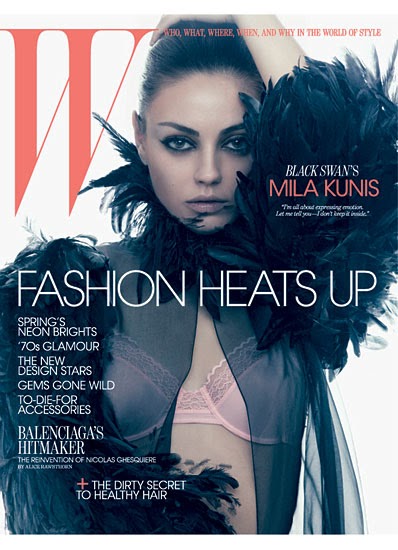 W
WHO, WHAT, WHERE, WHEN, AND WHY IN THE WORLD OF STYLE
BLACK SWAN'S
MILA KUNIS
"I'm all about expressing emotion.
Let me tell you—I don't keep it inside."
FASHION HEATS UP
SPRING'S
NEON BRIGHTS
'70s GLAMOUR
THE NEW
DESIGN STARS
GEMS GONE WILD
TO-DIE-FOR
ACCESSORIES
BALENCIAGA'S
HITMAKER
THE REINVENTION OF NICOLAS GHESQUIERE
BY ALICE RAWSTHORN
+ THE DIRTY SECRET
TO HEALTHY HAIR